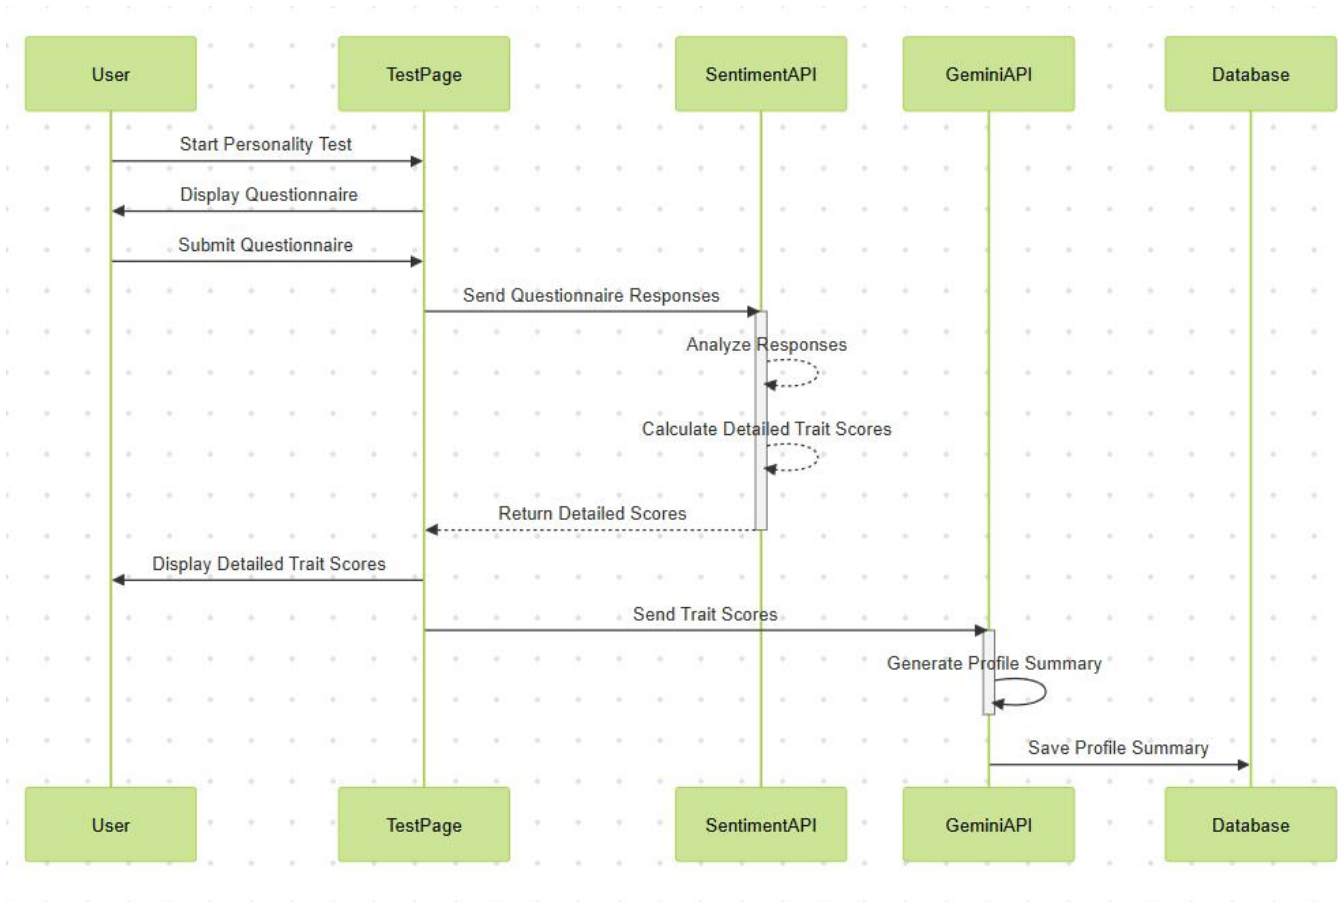 User
TestPage
SentimentAPI
GeminiAPI
Database
Start Personality Test
Display Questionnaire
Submit Questionnaire
Send Questionnaire Responses
Analyze Responses
Calculate Detailed Trait Scores
Return Detailed Scores
Display Detailed Trait Scores
Send Trait Scores
Generate Profile Summary
Save Profile Summary
User
TestPage
SentimentAPI
GeminiAPI
Database